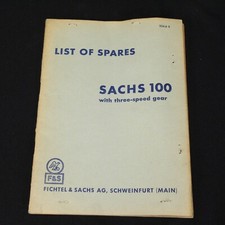 LIST OF SPARES
SACHS 100
with three-speed gear
F&S
FICHTEL & SACHS AG, SCHWEINFURT (MAIN)